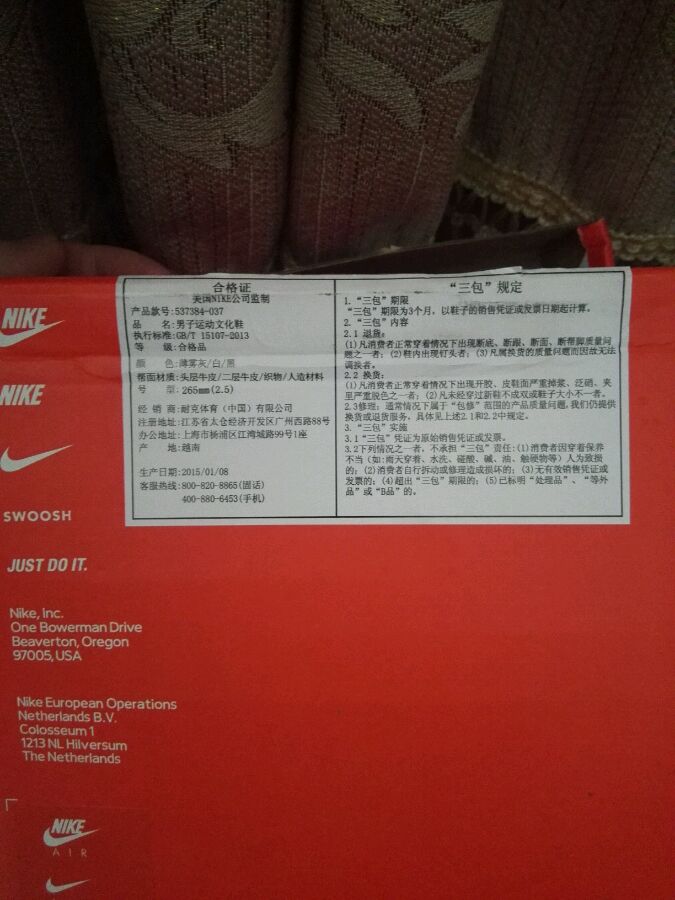 合格证
美国NIKE公司监制
产品款号:537384-037
品 名:男子运动文化鞋
执行标准:GB/T 15107-2013
等 级:合格品
颜 色:薄雾灰/白/黑
帮面材质:头层牛皮/二层牛皮/织物/人造材料
号 型:265mm(2.5)
经 销 商:耐克体育（中国）有限公司
注册地址:江苏省太仓经济开发区广州西路88号
办公地址:上海市杨浦区江湾城路99号1座
产 地:越南
生产日期:2015/01/08
客服热线:800-820-8865(固话)
400-880-6453(手机)
“三包”规定
1.“三包”期限
“三包”期限为3个月，以鞋子的销售凭证或发票日期起计算。
2.“三包”内容
2.1 退货:
(1)凡消费者正常穿着情况下出现断底、断跟、断面、断帮脚质量问
题之一者；(2)鞋内出现钉头者；(3)凡属换货的质量问题而因故无法
调换者。
2.2 换货:
(1)凡消费者正常穿着情况下出现开胶、皮鞋面严重掉浆、泛硝、夹
里严重脱色之一者；(2)凡未经穿过新鞋不成双或鞋子大小不一者。
2.3修理：通常情况下属于“包修”范围的产品质量问题，我们仍提供
换货或退货服务。具体见上述2.1和2.2中规定。
3.“三包”实施
3.1“三包”凭证为原始销售凭证或发票。
3.2下列情况之一者，不承担“三包”责任:(1)消费者因穿着保养
不当（如:雨天穿着、水洗、碰酸、碱、油、触硬物等）人为致损
的；(2)消费者自行拆动或修理造成损坏的；(3)无有效销售凭证或
发票的；(4)超出“三包”期限的；(5)已标明“处理品”、“等外
品”或“B品”的。
NIKE
NIKE
SWOOSH
JUST DO IT.
Nike, Inc.
One Bowerman Drive
Beaverton, Oregon
97005, USA
Nike European Operations
Netherlands B.V.
Colosseum 1
1213 NL Hilversum
The Netherlands
NIKE
AIR